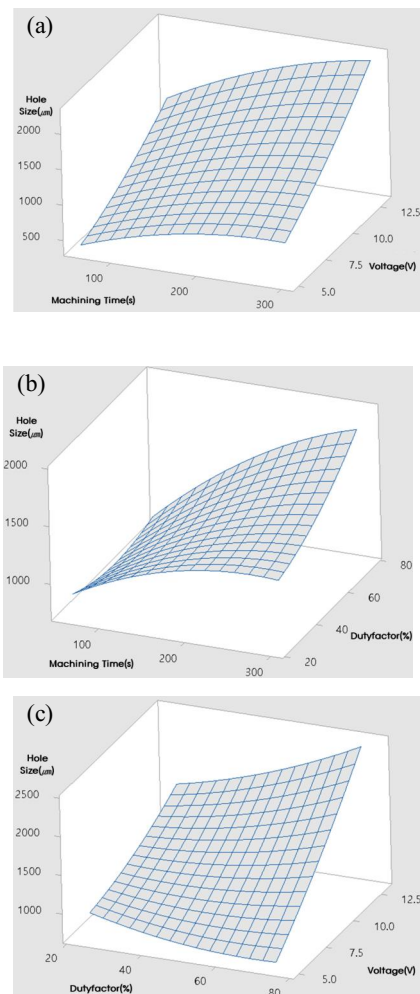 (a)
Hole
Size(㎛)
2000
1500
1000
500
100
200
300
Machining Time(s)
5.0
7.5
10.0
12.5
Voltage(V)
(b)
Hole
Size(㎛)
2000
1500
1000
100
200
300
Machining Time(s)
20
40
60
80
Dutyfactor(%)
(c)
Hole
Size(㎛)
2500
2000
1500
1000
20
40
60
80
Dutyfactor(%)
5.0
7.5
10.0
12.5
Voltage(V)